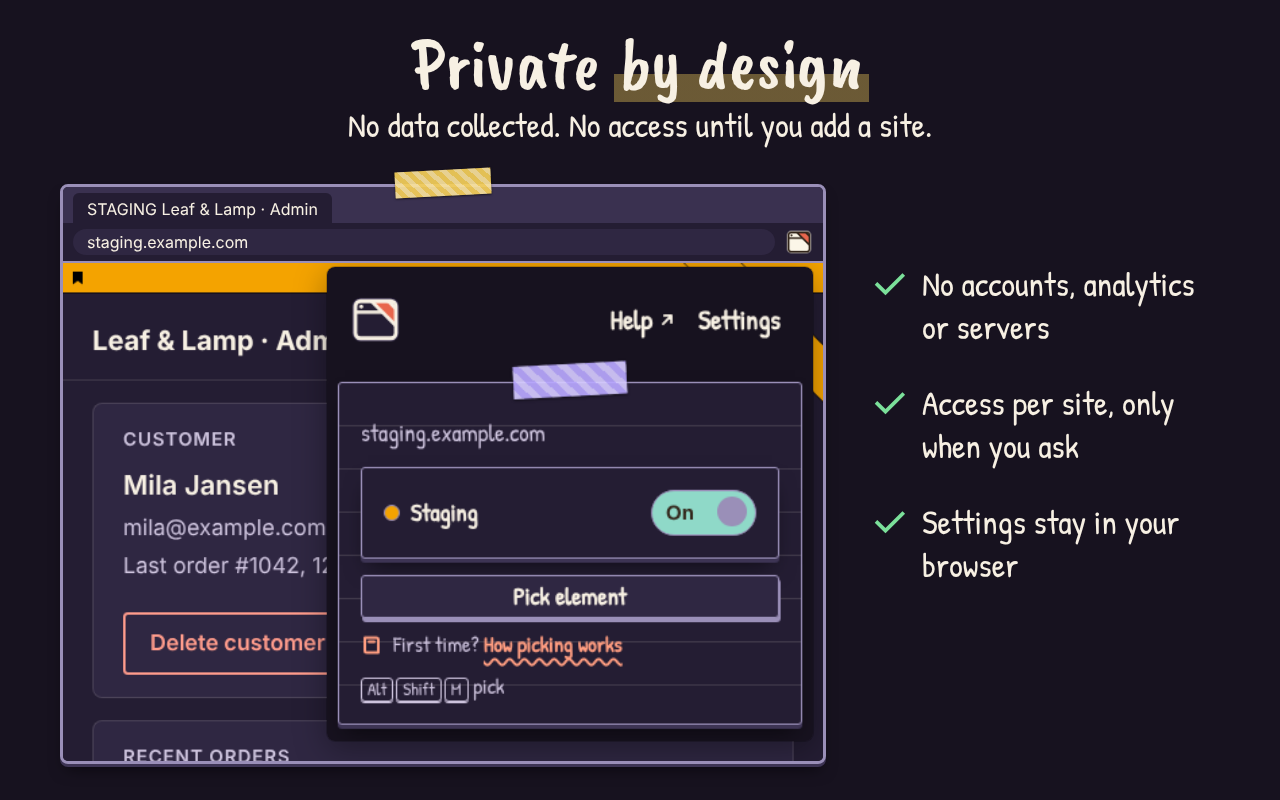 Private by design
No data collected. No access until you add a site.
STAGING Leaf & Lamp · Admin
staging.example.com
Leaf & Lamp ·
Help ↗ Settings
CUSTOMER
Mila Jansen
mila@example.com
Last order #1042,
Delete customer
RECENT ORDERS
staging.example.com
Staging On
Pick element
First time? How picking works
Alt Shift M pick
No accounts, analytics
or servers
Access per site, only
when you ask
Settings stay in your
browser